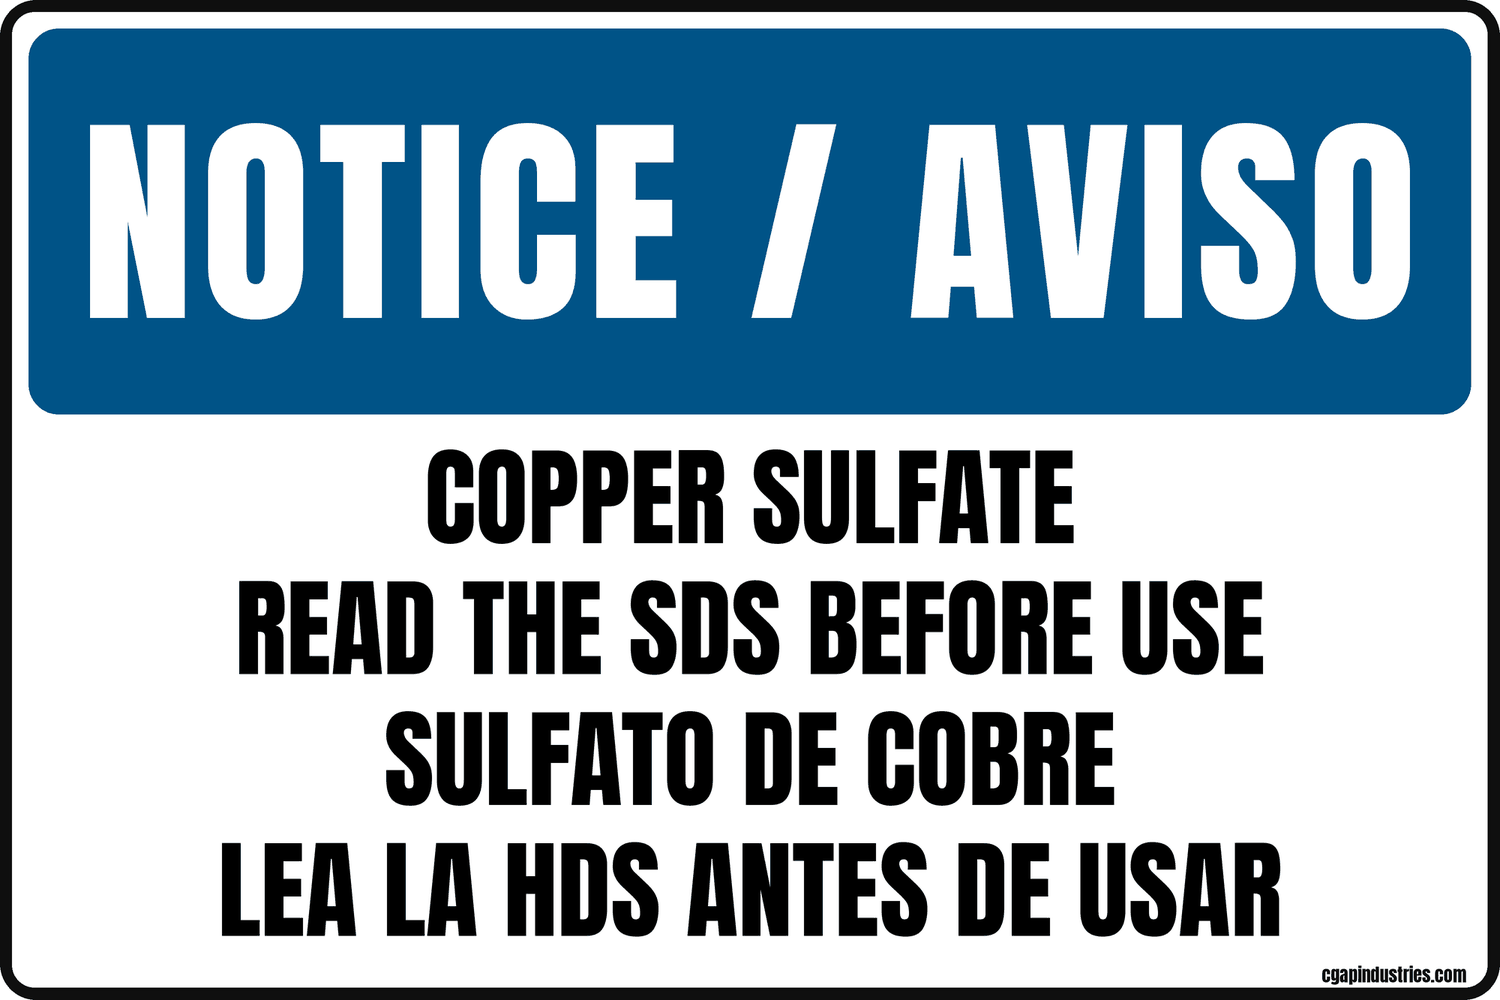 NOTICE / AVISO
COPPER SULFATE
READ THE SDS BEFORE USE
SULFATO DE COBRE
LEA LA HDS ANTES DE USAR
cgapindustries.com